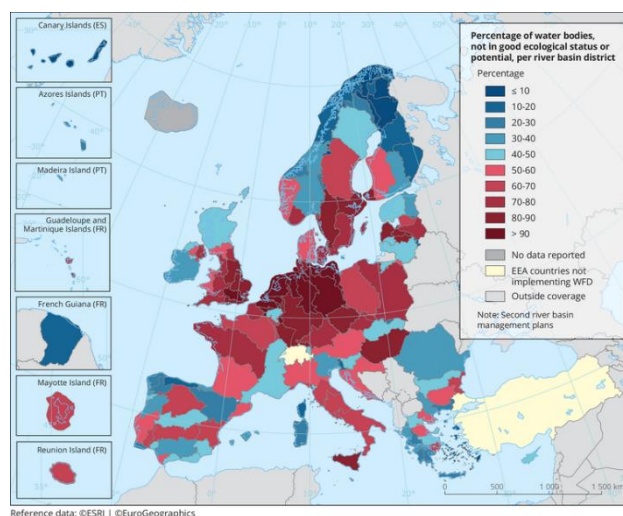 Canary Islands (ES)
Azores Islands (PT)
Madeira Island (PT)
Guadeloupe and
Martinique Islands (FR)
French Guiana (FR)
Mayotte Island (FR)
Reunion Island (FR)
Percentage of water bodies,
not in good ecological status or
potential, per river basin district
Percentage
≤ 10
10-20
20-30
30-40
40-50
50-60
60-70
70-80
80-90
> 90
No data reported
EEA countries not
implementing WFD
Outside coverage
Note: Second river basin
management plans
0 500 1 000 1 500 km
Reference data: ©ESRI | ©EuroGeographics